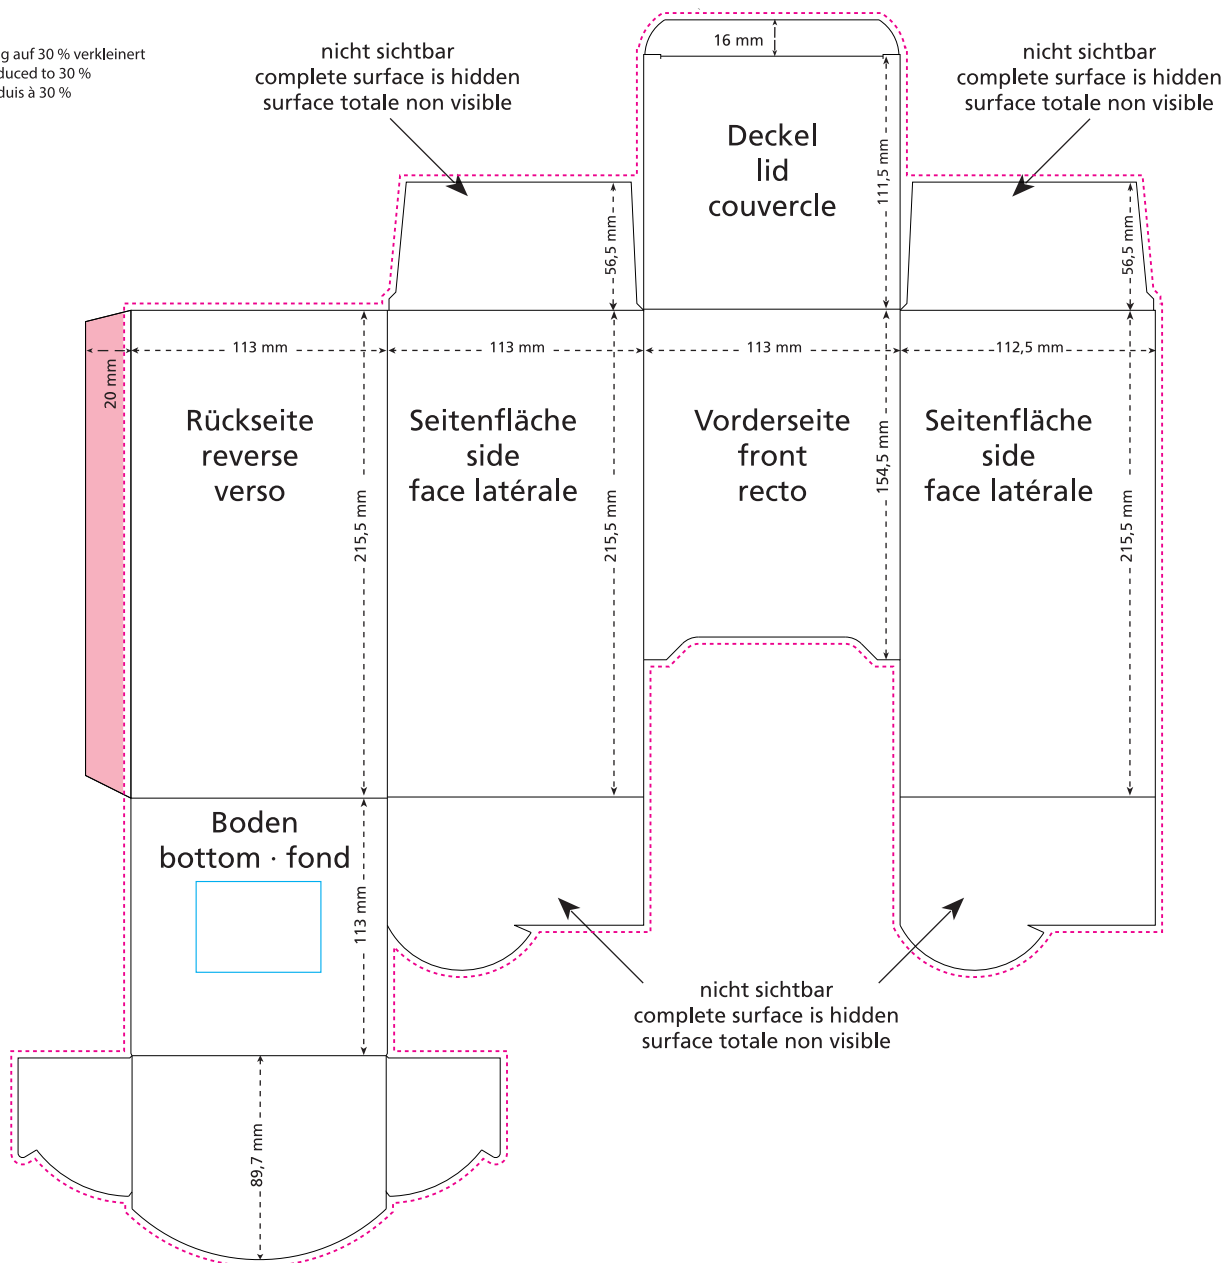 g auf 30 % verkleinert
duced to 30 %
duis à 30 %
nicht sichtbar
complete surface is hidden
surface totale non visible
16 mm
nicht sichtbar
complete surface is hidden
surface totale non visible
Deckel
lid
couvercle
111,5 mm
56,5 mm
56,5 mm
113 mm
113 mm
113 mm
112,5 mm
20 mm
Rückseite
reverse
verso
215,5 mm
Seitenfläche
side
face latérale
215,5 mm
Vorderseite
front
recto
154,5 mm
Seitenfläche
side
face latérale
215,5 mm
Boden
bottom · fond
113 mm
nicht sichtbar
complete surface is hidden
surface totale non visible
89,7 mm